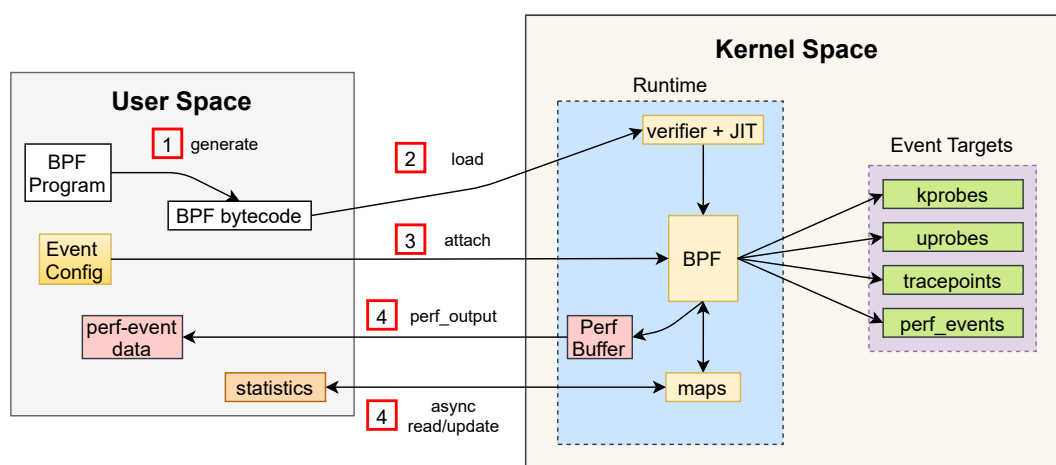 Kernel Space
User Space
Runtime
1
generate
BPF
Program
BPF bytecode
2
load
verifier + JIT
Event Targets
kprobes
uprobes
tracepoints
perf_events
Event
Config
3
attach
BPF
perf-event
data
4
perf_output
Perf
Buffer
statistics
4
async
read/update
maps